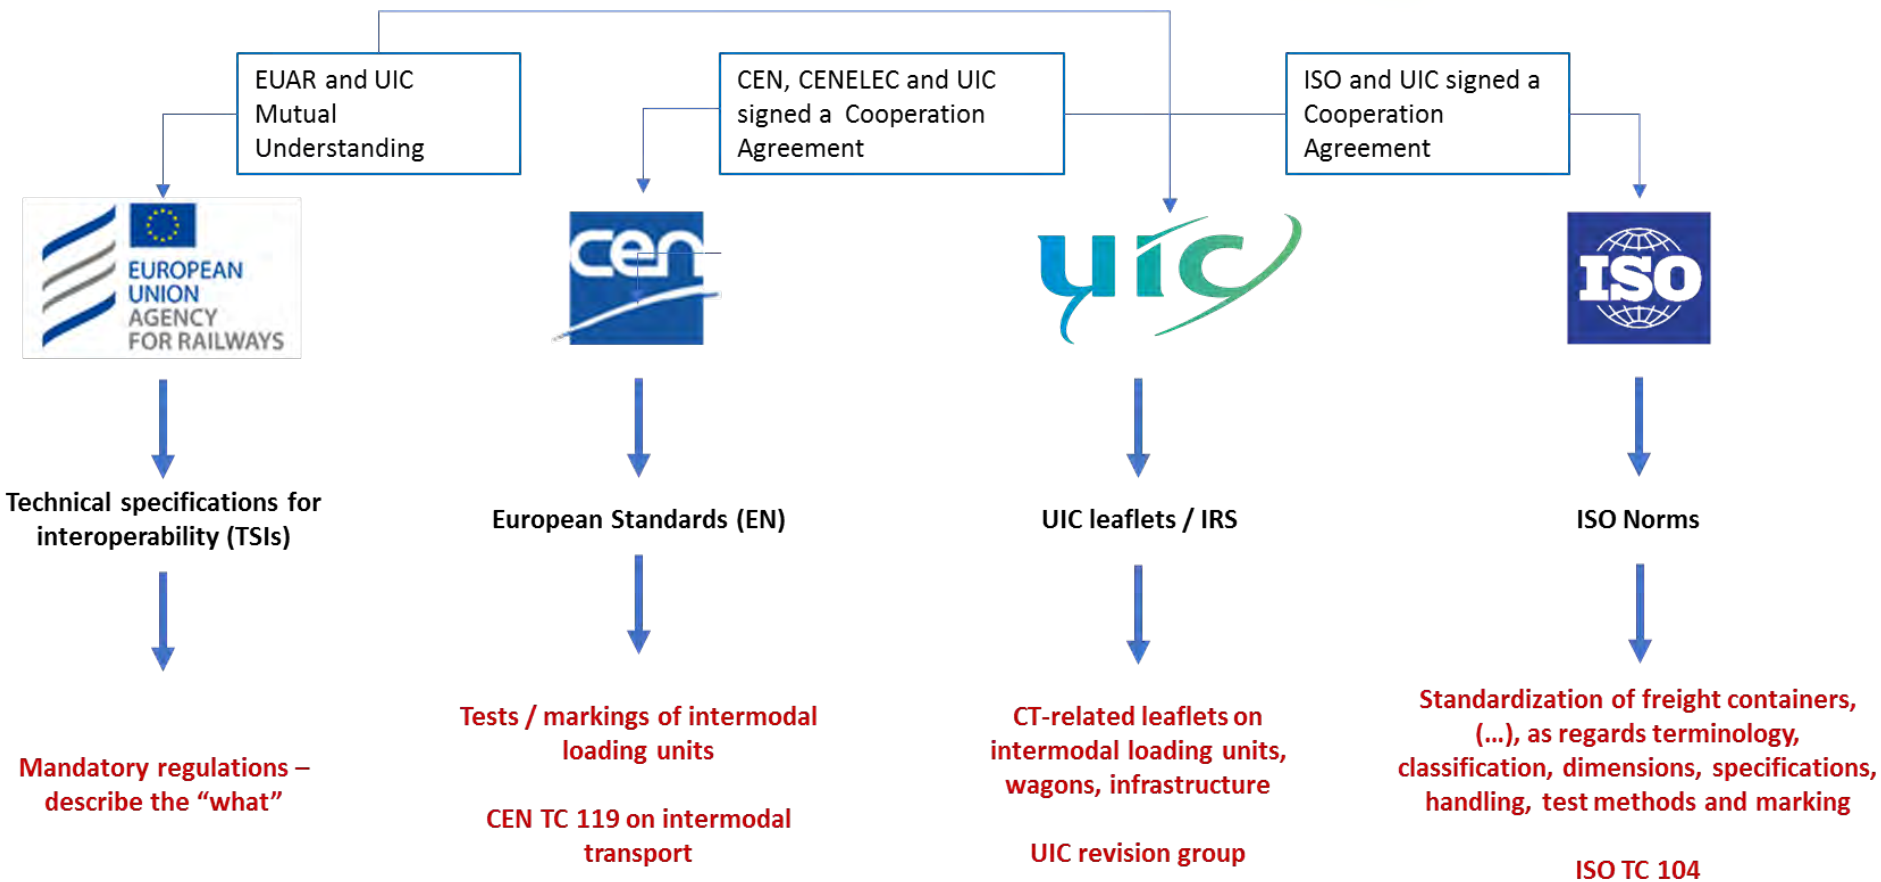 EUAR and UIC
Mutual
Understanding
CEN, CENELEC and UIC
signed a Cooperation
Agreement
ISO and UIC signed a
Cooperation
Agreement
EUROPEAN
UNION
AGENCY
FOR RAILWAYS
cen
uic
ISO
Technical specifications for
interoperability (TSIs)
European Standards (EN)
UIC leaflets / IRS
ISO Norms
Mandatory regulations –
describe the “what”
Tests / markings of intermodal
loading units
CEN TC 119 on intermodal
transport
CT-related leaflets on
intermodal loading units,
wagons, infrastructure
UIC revision group
Standardization of freight containers,
(...), as regards terminology,
classification, dimensions, specifications,
handling, test methods and marking
ISO TC 104